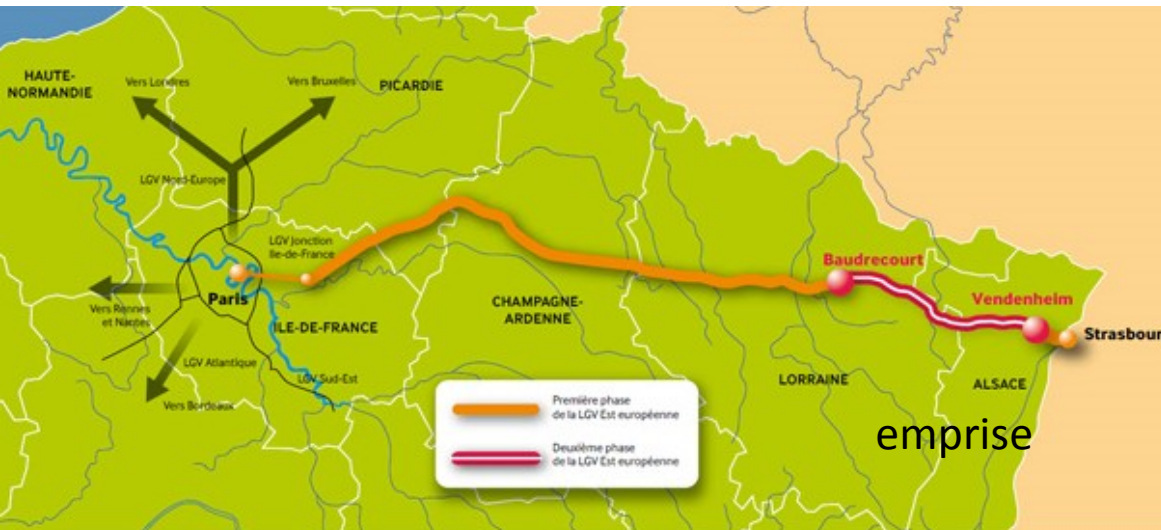 HAUTE-
NORMANDIE
Vers Londres
Vers Bruxelles
PICARDIE
LGV Nord-Europe
LGV Jonction
Ile-de-France
Paris
Vers Rennes
et Nantes
ILE-DE-FRANCE
LGV Atlantique
LGV Sud-Est
Vers Bordeaux
CHAMPAGNE-
ARDENNE
Baudrecourt
Vendenheim
Strasbour
LORRAINE
ALSACE
emprise
Première phase
de la LGV Est européenne
Deuxième phase
de la LGV Est européenne